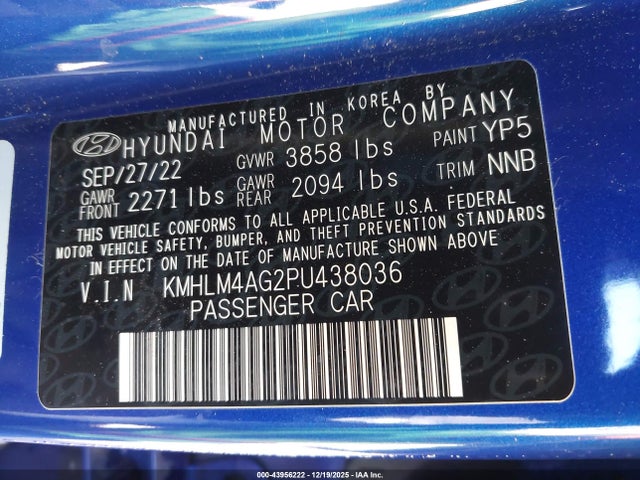 MANUFACTURED IN KOREA BY
HYUNDAI MOTOR COMPANY
SEP/27/22 GVWR 3858 lbs PAINT YP5
GAWR FRONT 2271 lbs GAWR REAR 2094 lbs TRIM NNB
THIS VEHICLE CONFORMS TO ALL APPLICABLE U.S.A. FEDERAL
MOTOR VEHICLE SAFETY, BUMPER, AND THEFT PREVENTION STANDARDS
IN EFFECT ON THE DATE OF MANUFACTURE SHOWN ABOVE
V.I.N KMHLM4AG2PU438036
PASSENGER CAR
000-43956222 - 12/19/2025 - IAA Inc.